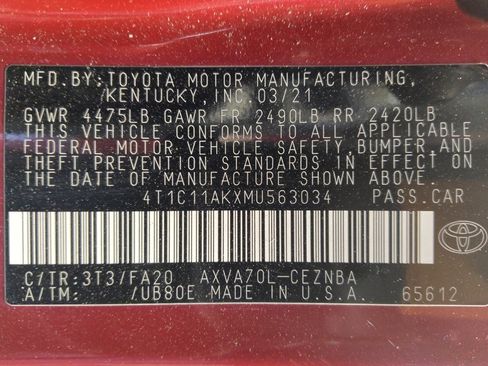 MFD.BY:TOYOTA MOTOR MANUFACTURING,
KENTUCKY,INC.03/21
GVWR 4475LB GAWR FR 2490LB RR 2420LB
THIS VEHICLE CONFORMS TO ALL APPLICABLE
FEDERAL MOTOR VEHICLE SAFETY,BUMPER,AND
THEFT PREVENTION STANDARDS IN EFFECT ON
THE DATE OF MANUFACTURE SHOWN ABOVE.
4T1C11AKXMU563034 PASS.CAR
C/TR:3T3/FA20 AXVA70L-CEZNBA
A/TM: /UB80E MADE IN U.S.A. 65612